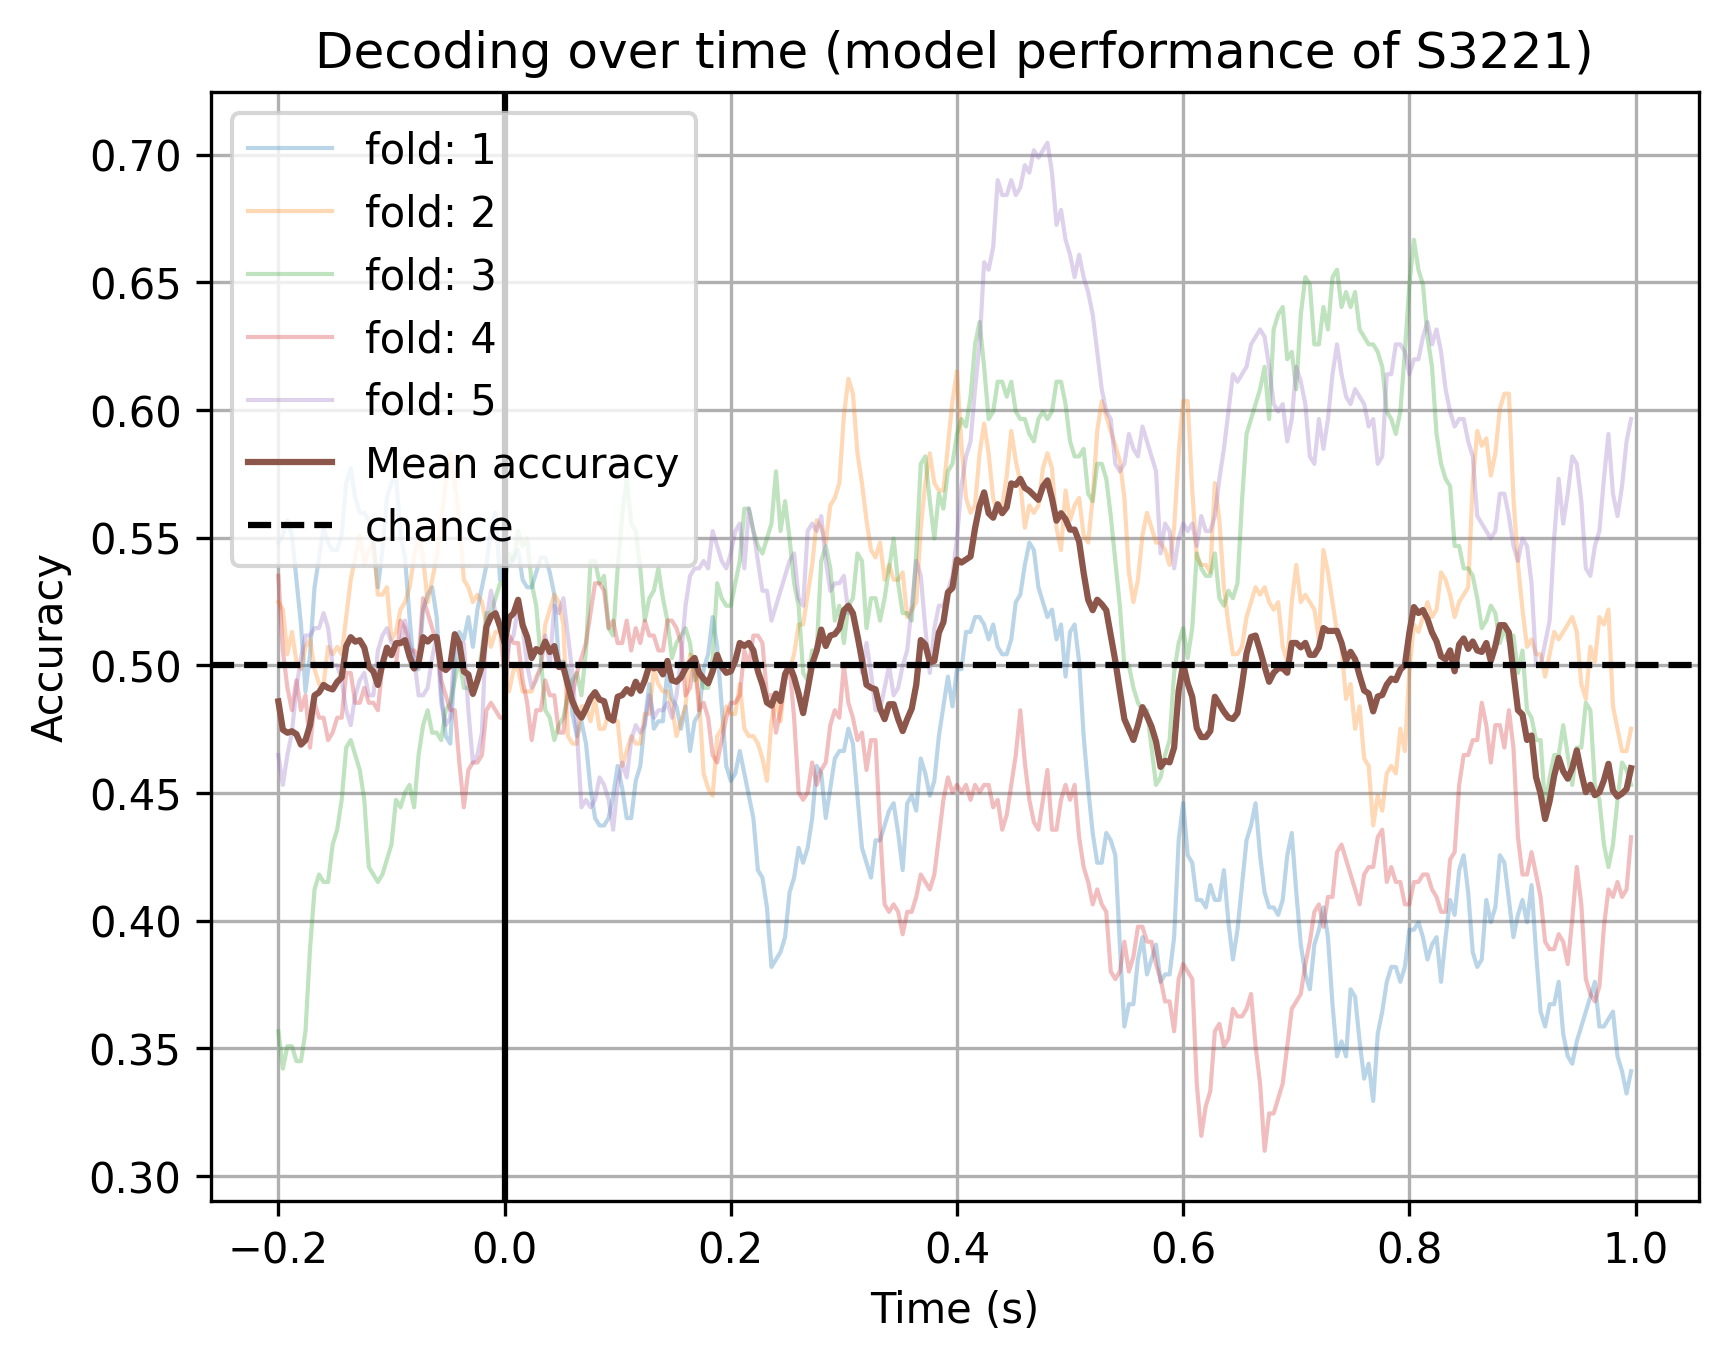 Decoding over time (model performance of S3221)
fold: 1
fold: 2
fold: 3
fold: 4
fold: 5
Mean accuracy
chance
Accuracy
0.70
0.65
0.60
0.55
0.50
0.45
0.40
0.35
0.30
−0.2 0.0 0.2 0.4 0.6 0.8 1.0
Time (s)